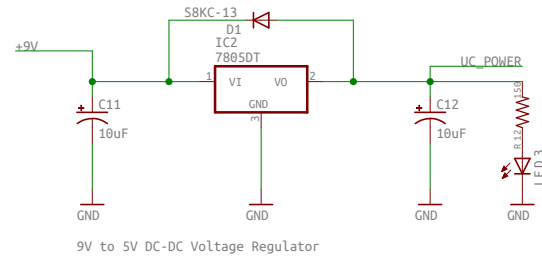 S8KC-13
D1
+9V
IC2
7805DT
UC_POWER
1
VI
VO
2
GND
3
C11
10uF
C12
10uF
150
R12
LED3
GND
GND
GND
GND
9V to 5V DC-DC Voltage Regulator